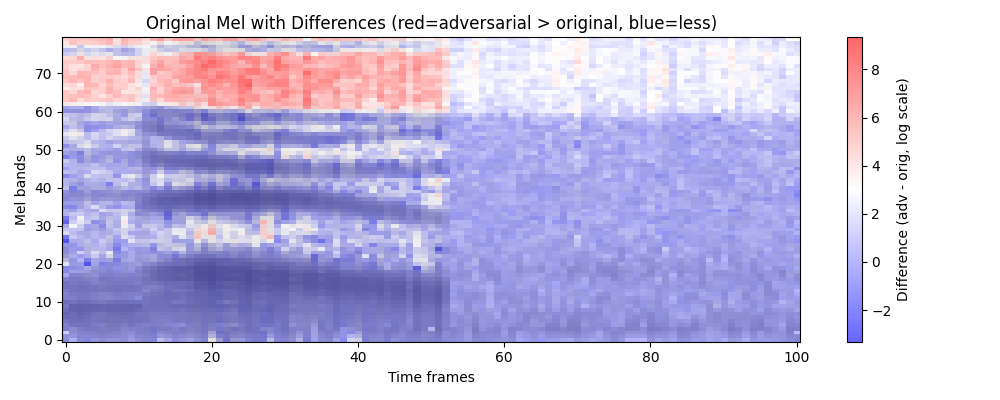 Original Mel with Differences (red=adversarial > original, blue=less)
70
60
50
40
30
20
10
0
Mel bands
0 20 40 60 80 100
Time frames
8
6
4
2
0
−2
Difference (adv - orig, log scale)